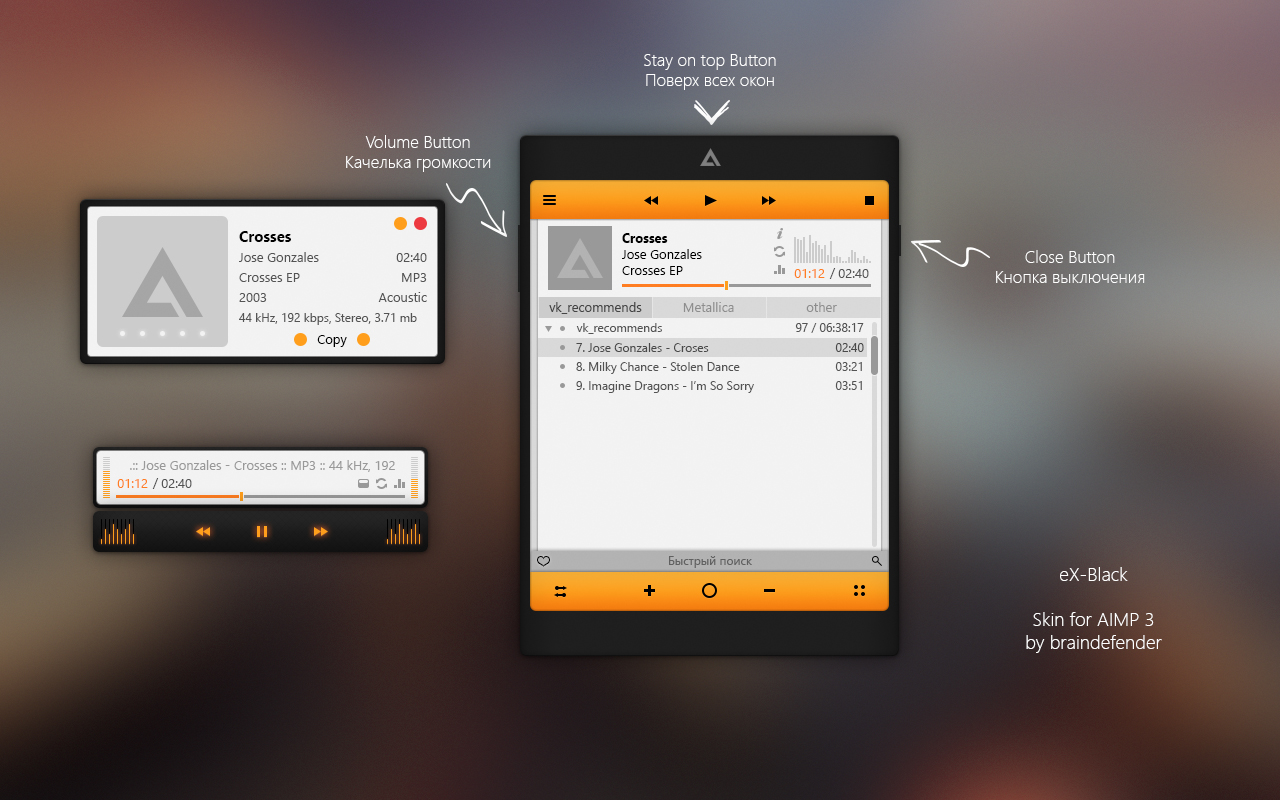 Stay on top Button
Поверх всех окон
Volume Button
Качелька громкости
Close Button
Кнопка выключения
Crosses
Jose Gonzales 02:40
Crosses EP MP3
2003 Acoustic
44 kHz, 192 kbps, Stereo, 3.71 mb
Copy
.:: Jose Gonzales - Crosses :: MP3 :: 44 kHz, 192
01:12 / 02:40
Crosses
Jose Gonzales
Crosses EP
i
01:12 / 02:40
vk_recommends Metallica other
vk_recommends 97 / 06:38:17
7. Jose Gonzales - Croses 02:40
8. Milky Chance - Stolen Dance 03:21
9. Imagine Dragons - I'm So Sorry 03:51
Быстрый поиск
eX-Black
Skin for AIMP 3
by braindefender